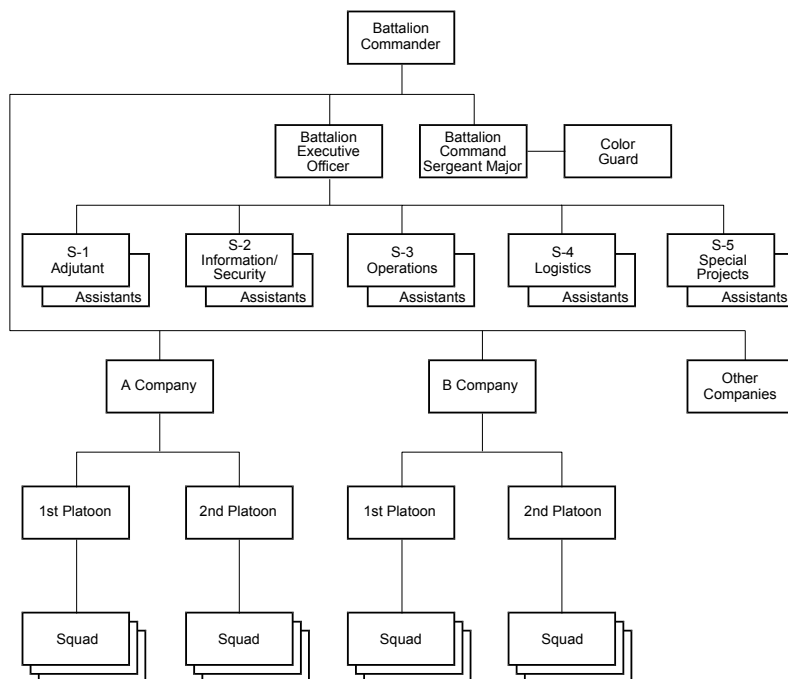 Battalion
Commander
Battalion
Executive
Officer
Battalion
Command
Sergeant Major
Color
Guard
S-1
Adjutant
Assistants
S-2
Information/
Security
Assistants
S-3
Operations
Assistants
S-4
Logistics
Assistants
S-5
Special
Projects
Assistants
A Company
B Company
Other
Companies
1st Platoon
2nd Platoon
1st Platoon
2nd Platoon
Squad
Squad
Squad
Squad